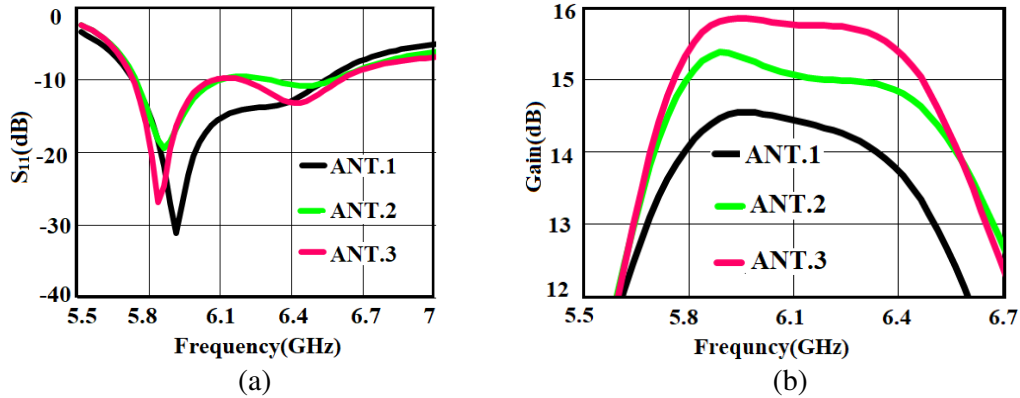 0
-10
-20
-30
-40
S11(dB)
ANT.1
ANT.2
ANT.3
5.5 5.8 6.1 6.4 6.7 7
Frequency(GHz)
(a)
16
15
14
13
12
Gain(dB)
ANT.1
ANT.2
ANT.3
5.5 5.8 6.1 6.4 6.7
Frequncy(GHz)
(b)